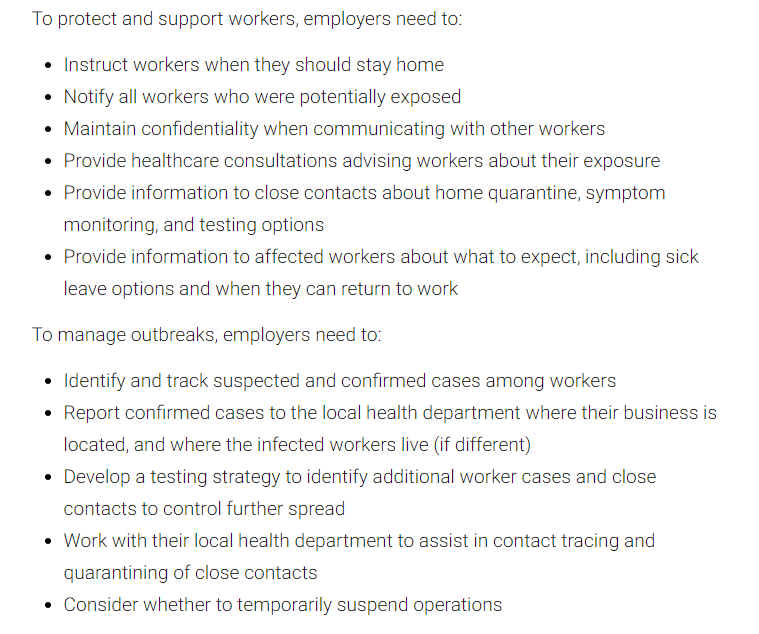 To protect and support workers, employers need to:
• Instruct workers when they should stay home
• Notify all workers who were potentially exposed
• Maintain confidentiality when communicating with other workers
• Provide healthcare consultations advising workers about their exposure
• Provide information to close contacts about home quarantine, symptom
monitoring, and testing options
• Provide information to affected workers about what to expect, including sick
leave options and when they can return to work
To manage outbreaks, employers need to:
• Identify and track suspected and confirmed cases among workers
• Report confirmed cases to the local health department where their business is
located, and where the infected workers live (if different)
• Develop a testing strategy to identify additional worker cases and close
contacts to control further spread
• Work with their local health department to assist in contact tracing and
quarantining of close contacts
• Consider whether to temporarily suspend operations